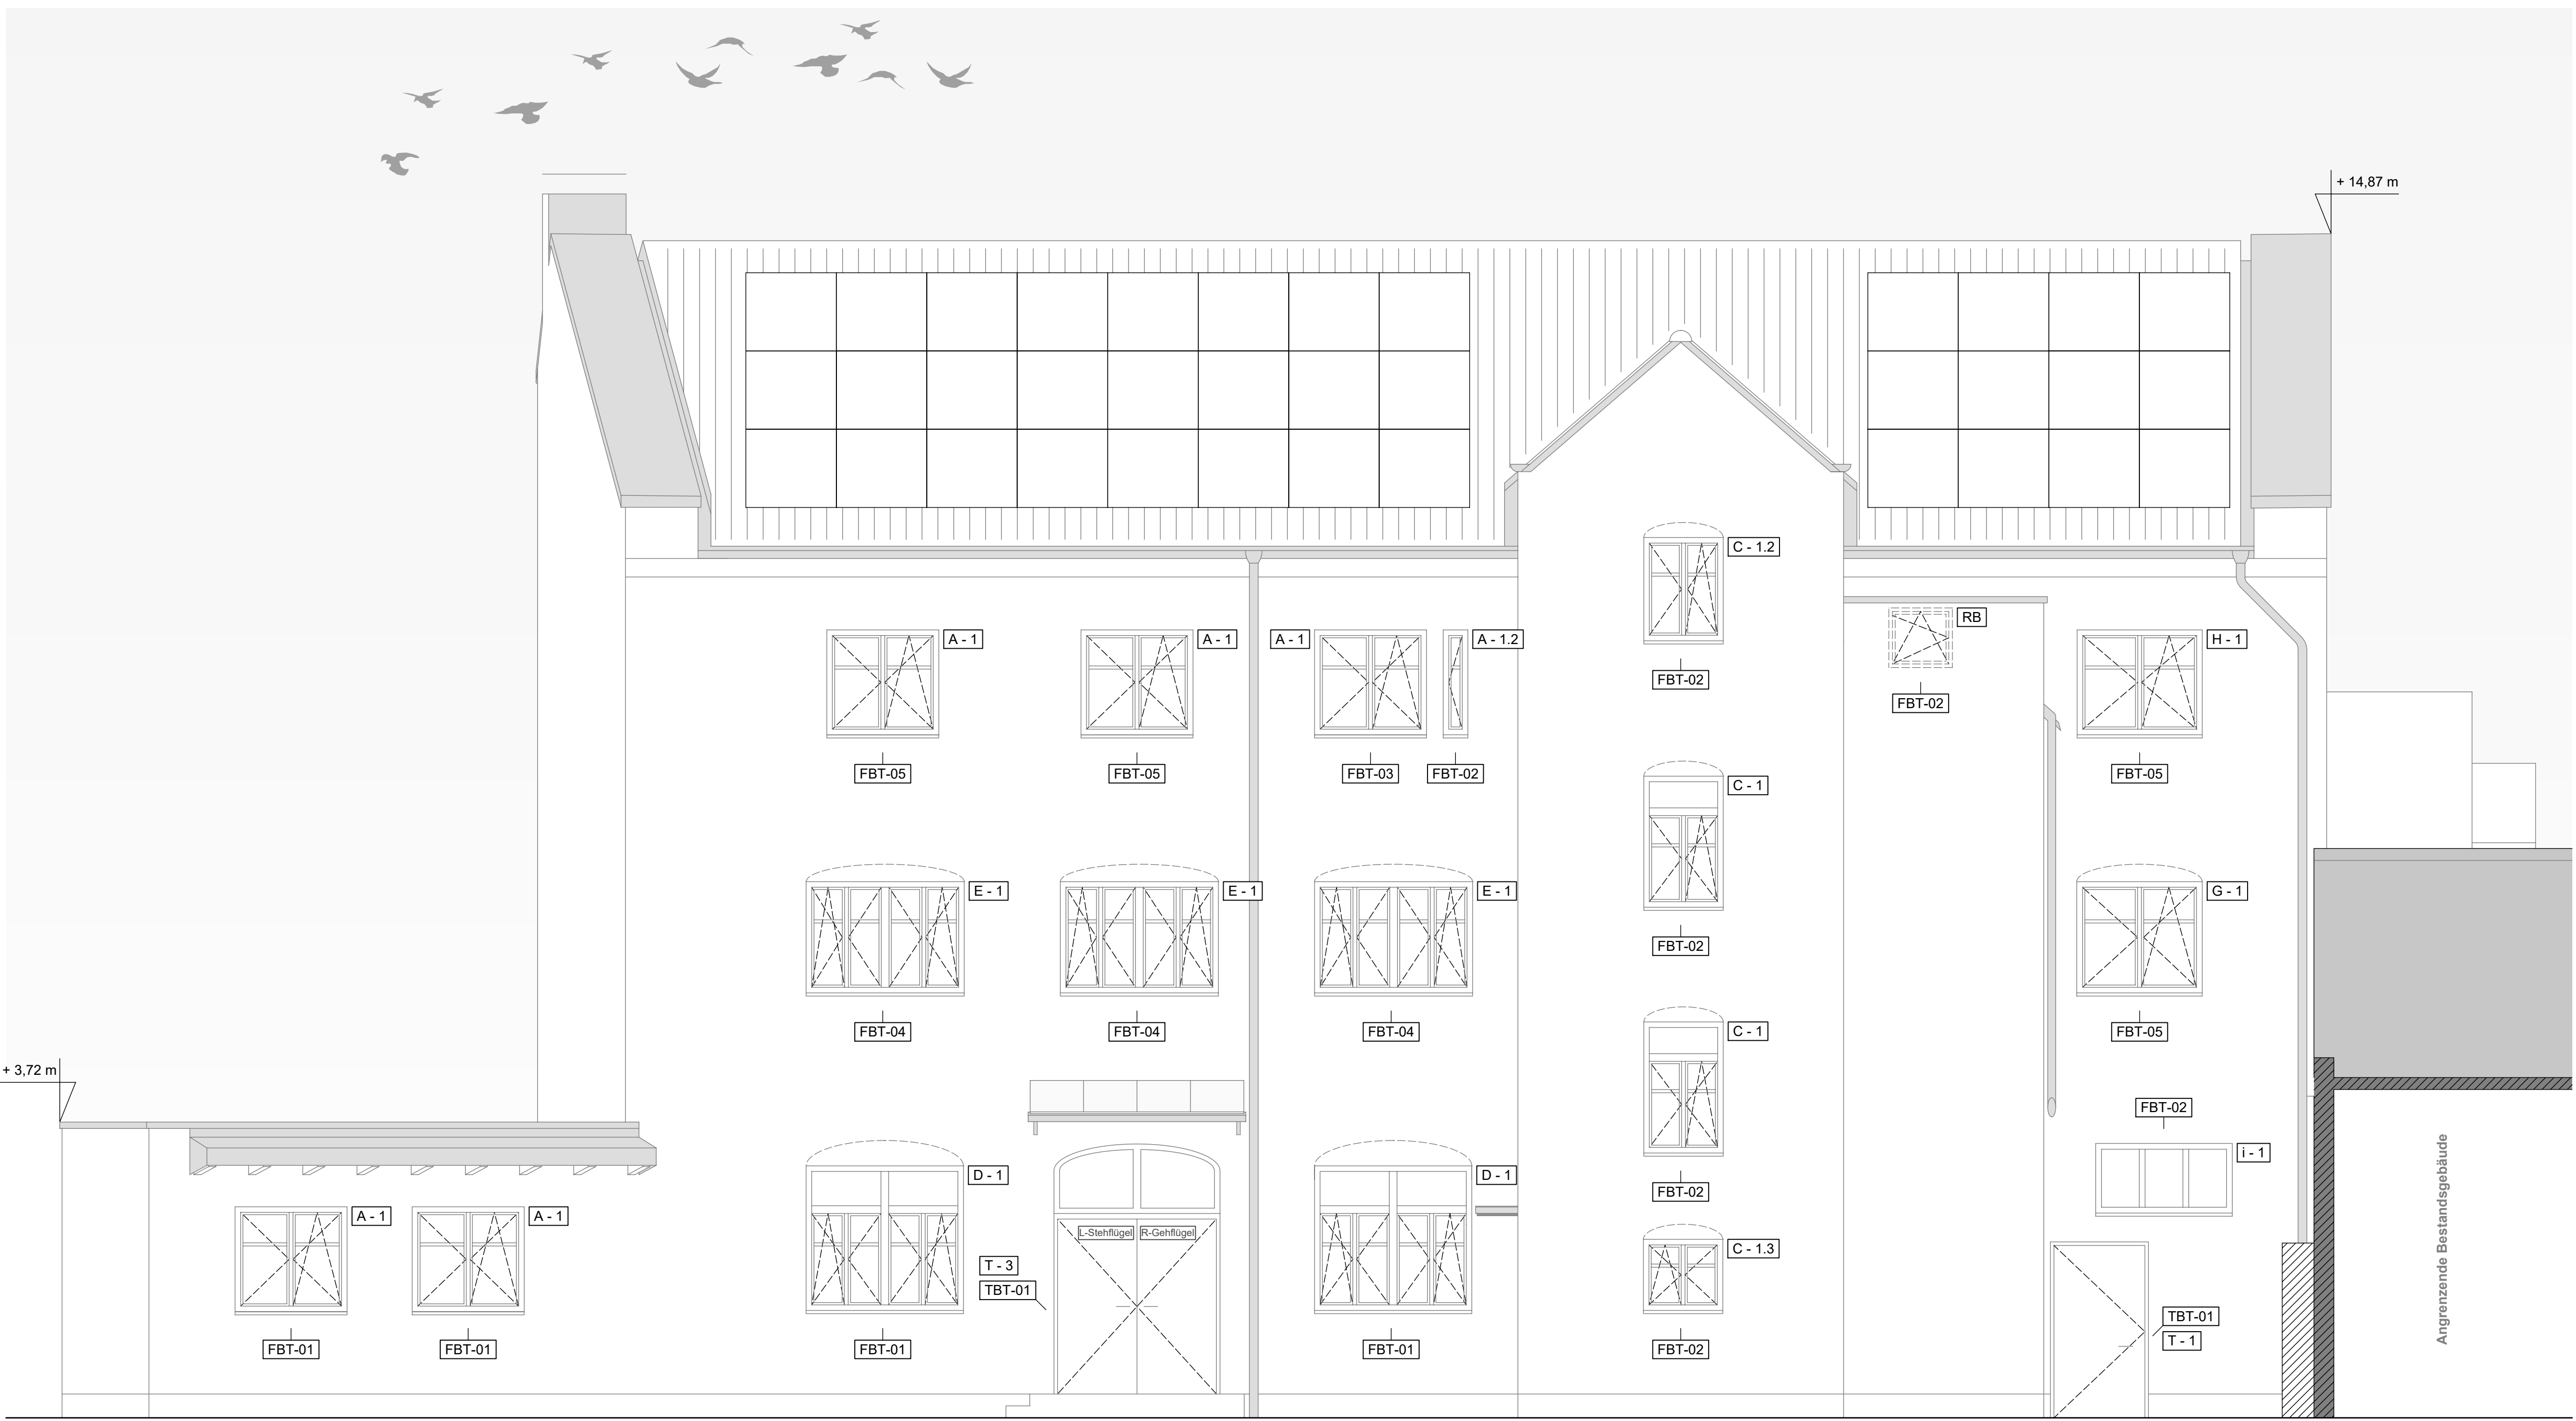 + 14,87 m
C - 1.2
RB
A - 1
A - 1
A - 1
A - 1.2
H - 1
FBT-02
FBT-02
FBT-05
FBT-05
FBT-03
FBT-02
FBT-05
C - 1
E - 1
E - 1
E - 1
G - 1
FBT-02
FBT-04
FBT-04
FBT-04
FBT-05
C - 1
+ 3,72 m
FBT-02
i - 1
D - 1
D - 1
FBT-02
A - 1
A - 1
L-Stehflügel
R-Gehflügel
C - 1.3
T - 3
TBT-01
TBT-01
T - 1
FBT-01
FBT-01
FBT-01
FBT-01
FBT-02
Angrenzende Bestandsgebäude